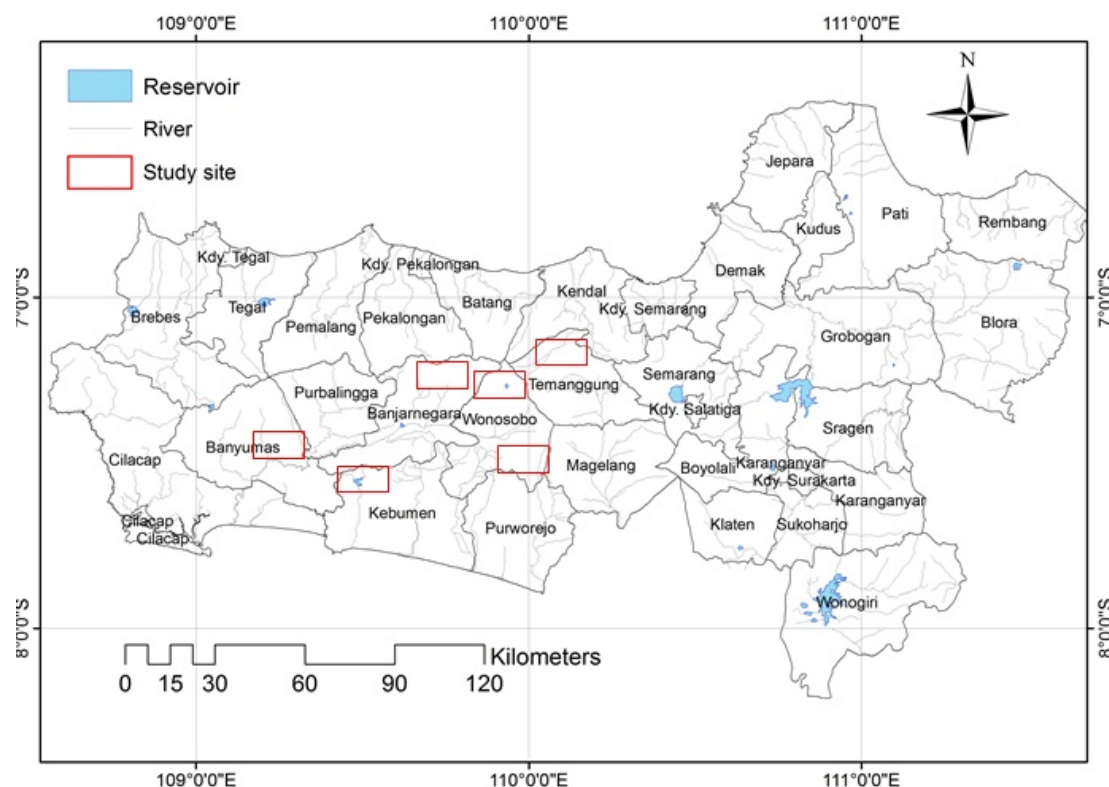 109°0'0"E
110°0'0"E
111°0'0"E
N
Reservoir
River
Study site
Jepara
Pati
Kudus
Rembang
Kdy. Tegal
Kdy. Pekalongan
Demak
7°0'0"S
Brebes
Tegal
Pemalang
Pekalongan
Batang
Kendal
Kdy. Semarang
Grobogan
Blora
7°0'0"S
Purbalingga
Banjarnegara
Wonosobo
Temanggung
Semarang
Kdy. Salatiga
Sragen
Cilacap
Banyumas
Magelang
Boyolali
Karanganyar
Kdy. Surakarta
Karanganyar
Cilacap
Cilacap
Kebumen
Purworejo
Klaten
Sukoharjo
Wonogiri
8°0'0"S
8°0'0"S
Kilometers
0 15 30 60 90 120
109°0'0"E
110°0'0"E
111°0'0"E